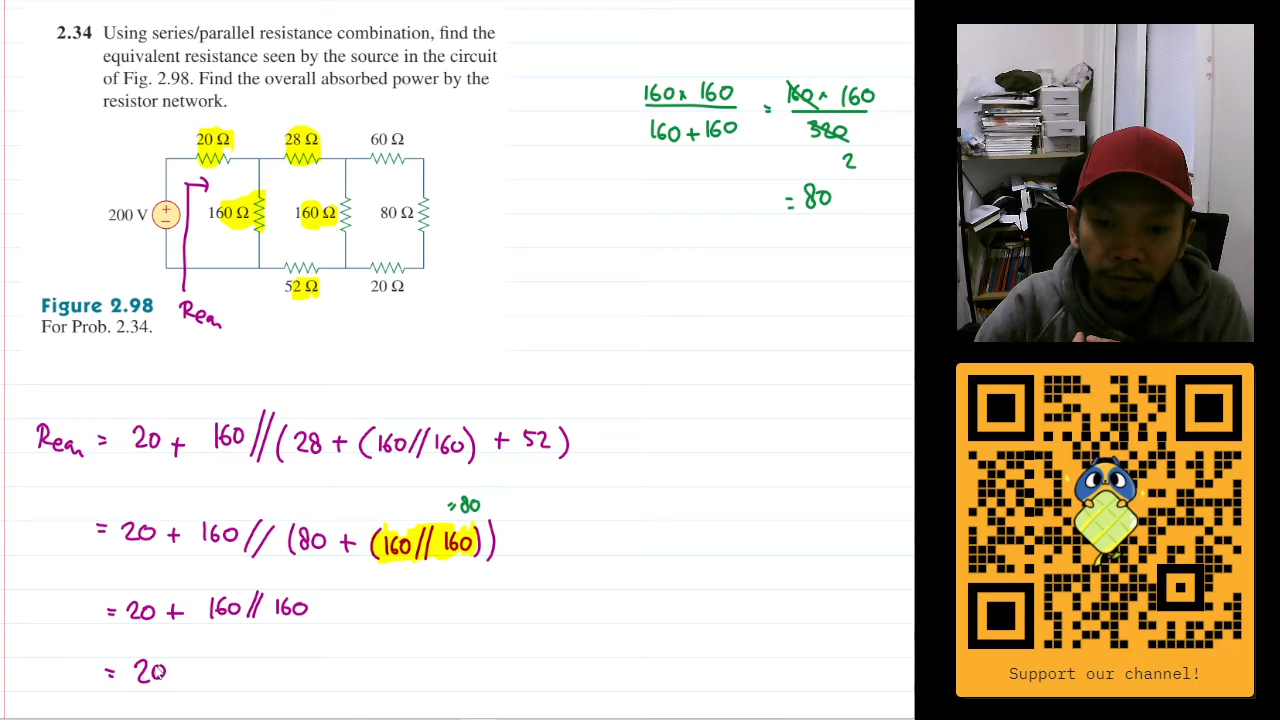 2.34 Using series/parallel resistance combination, find the
equivalent resistance seen by the source in the circuit
of Fig. 2.98. Find the overall absorbed power by the
resistor network.
20 Ω 28 Ω 60 Ω
200 V + − 160 Ω 160 Ω 80 Ω
52 Ω 20 Ω
Figure 2.98
For Prob. 2.34.
Req
160 × 160 / 160 + 160 = 160 × 160 / 320
2
= 80
Req = 20 + 160 // (28 + (160 // 160) + 52)
= 80
= 20 + 160 // (80 + (160 // 160))
= 20 + 160 // 160
= 20
Support our channel!